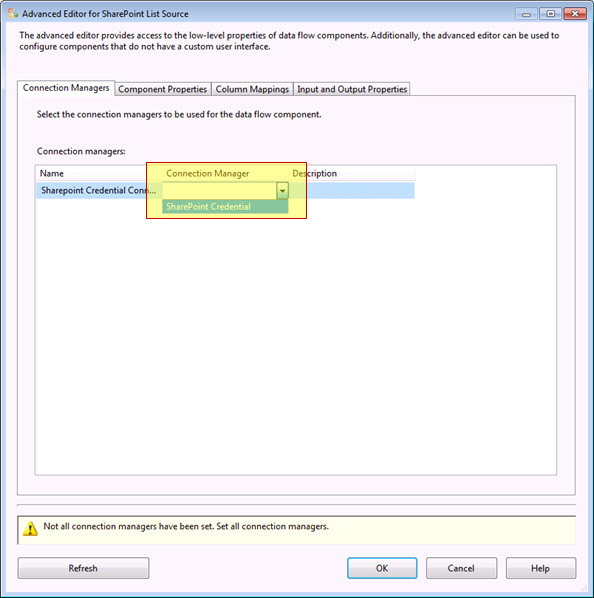 Advanced Editor for SharePoint List Source
The advanced editor provides access to the low-level properties of data flow components. Additionally, the advanced editor can be used to
configure components that do not have a custom user interface.
Connection Managers Component Properties Column Mappings Input and Output Properties
Select the connection managers to be used for the data flow component.
Connection managers:
Name Connection Manager Description
Sharepoint Credential Conn...
SharePoint Credential
Not all connection managers have been set. Set all connection managers.
Refresh OK Cancel Help